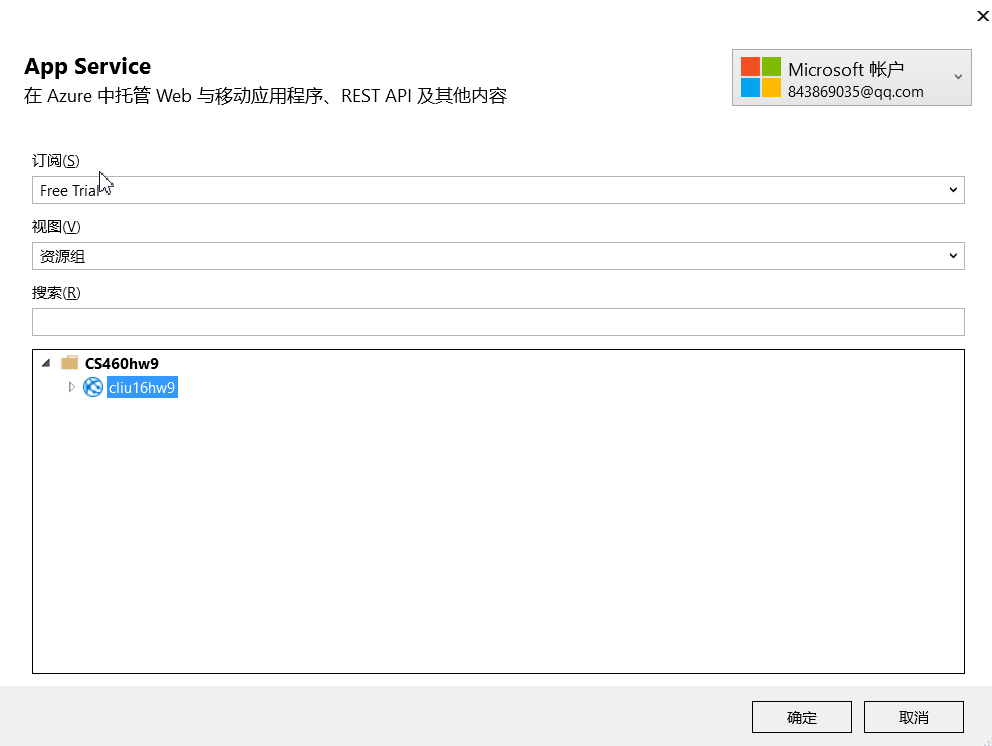 App Service
在 Azure 中托管 Web 与移动应用程序、REST API 及其他内容
Microsoft 帐户
843869035@qq.com
订阅(S)
Free Trial
视图(V)
资源组
搜索(R)
CS460hw9
cliu16hw9
确定
取消